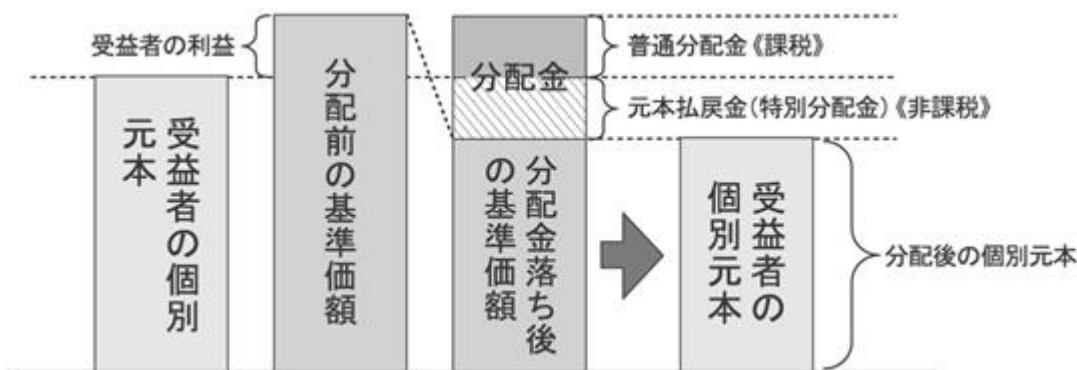 受益者の利益
受益者の個別
元本
分配前の基準価額
分配金
分配金落ち後
の基準価額
普通分配金《課税》
元本払戻金(特別分配金)《非課税》
受益者の
個別元本
分配後の個別元本